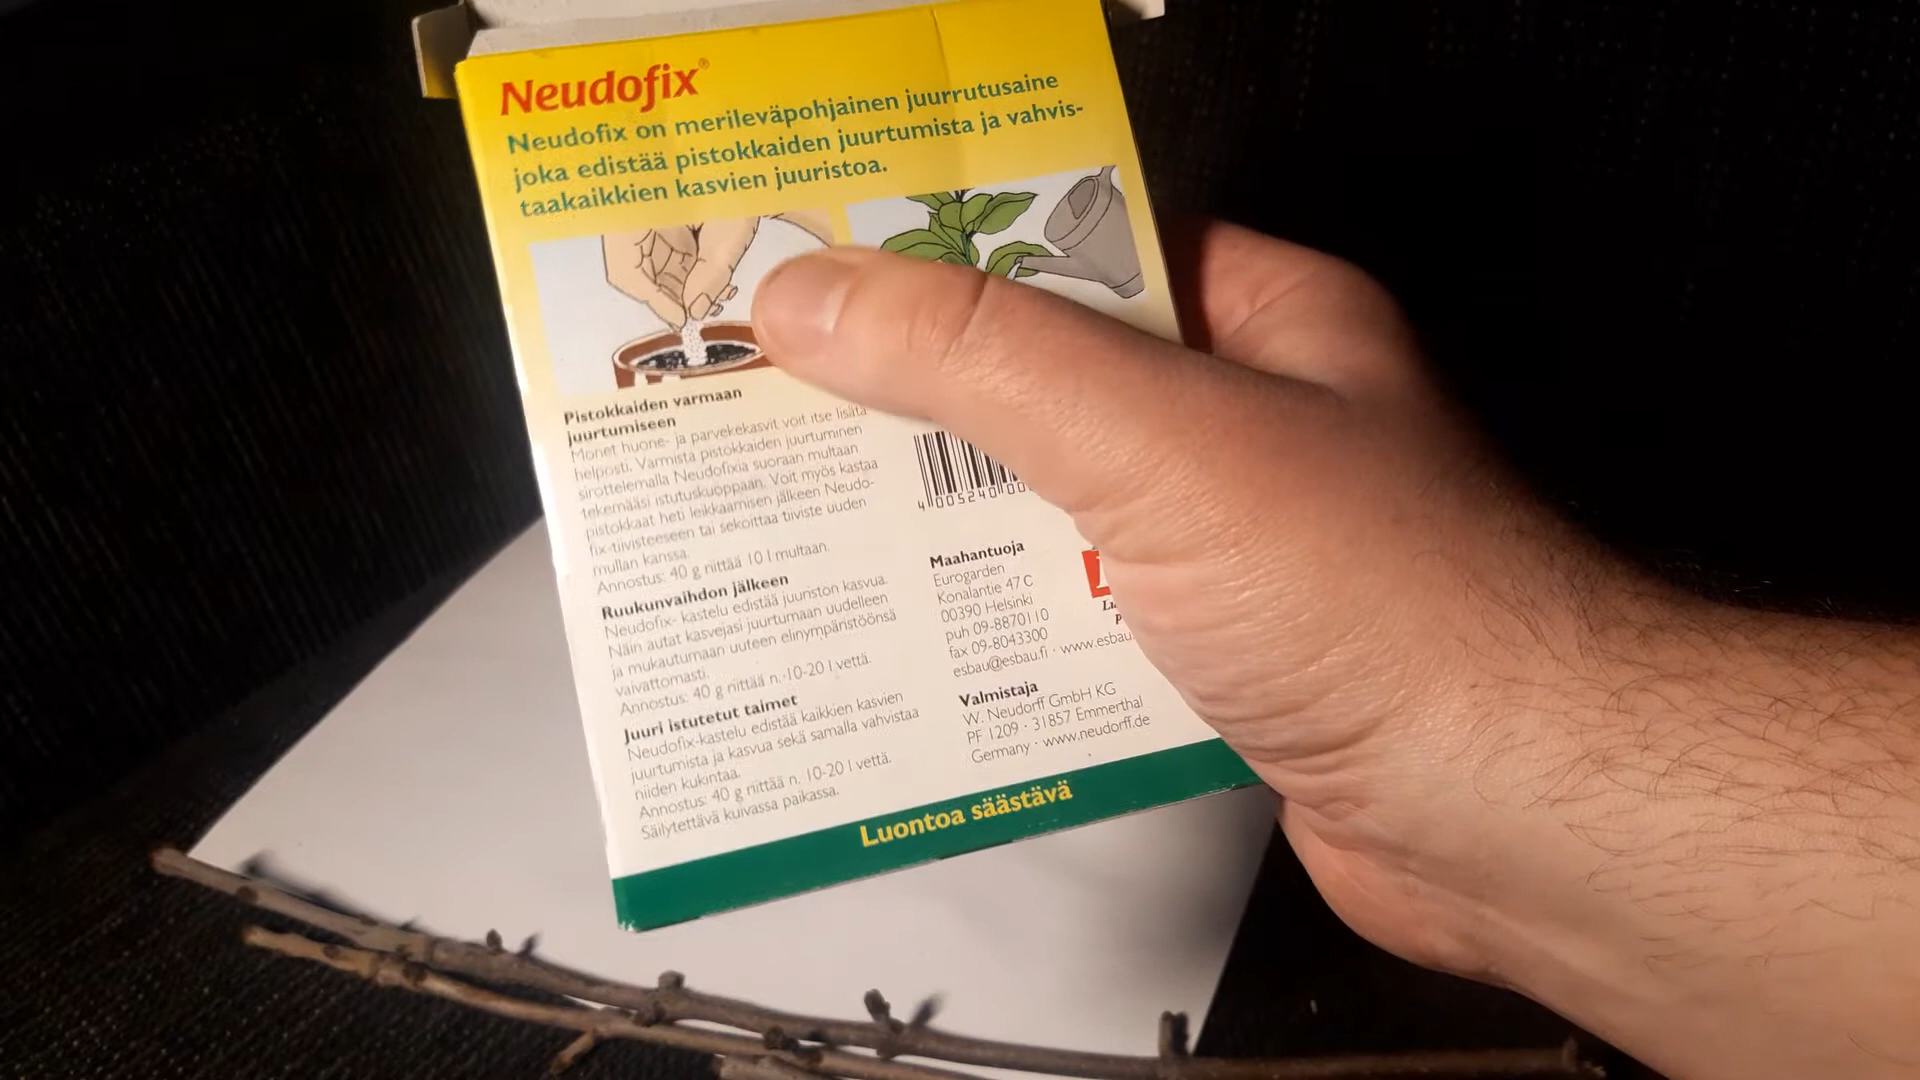 Neudofix®
Neudofix on merileväpohjainen juurrutusaine
joka edistää pistokkaiden juurtumista ja vahvis-
taakaikkien kasvien juuristoa.
Pistokkaiden varmaan
juurtumiseen
Monet huone- ja parvekekasvit voit itse lisätä
helposti. Varmista pistokkaiden juurtuminen
sirottelemalla Neudofixia suoraan multaan
tekemääsi istutuskuoppaan. Voit myös kastaa
pistokkaat heti leikkaamisen jälkeen Neudo-
fix-tiivisteeseen tai sekoittaa tiiviste uuden
mullan kanssa.
Annostus: 40 g riittää 10 l multaan.
Ruukunvaihdon jälkeen
Neudofix- kastelu edistää juuriston kasvua.
Näin autat kasvejasi juurtumaan uudelleen
ja mukautumaan uuteen elinympäristöönsä
vaivattomasti.
Annostus: 40 g riittää n. 10-20 l vettä.
Juuri istutetut taimet
Neudofix-kastelu edistää kaikkien kasvien
juurtumista ja kasvua sekä samalla vahvistaa
niiden kukintaa.
Annostus: 40 g riittää n. 10-20 l vettä.
Säilytettävä kuivassa paikassa.
4 005240 00
Maahantuoja
Eurogarden
Konalantie 47 C
00390 Helsinki
puh 09-8870110
fax 09-8043300
esbau@esbau.fi · www.esbau.
Valmistaja
W. Neudorff GmbH KG
PF 1209 · 31857 Emmerthal
Germany · www.neudorff.de
Luontoa säästävä